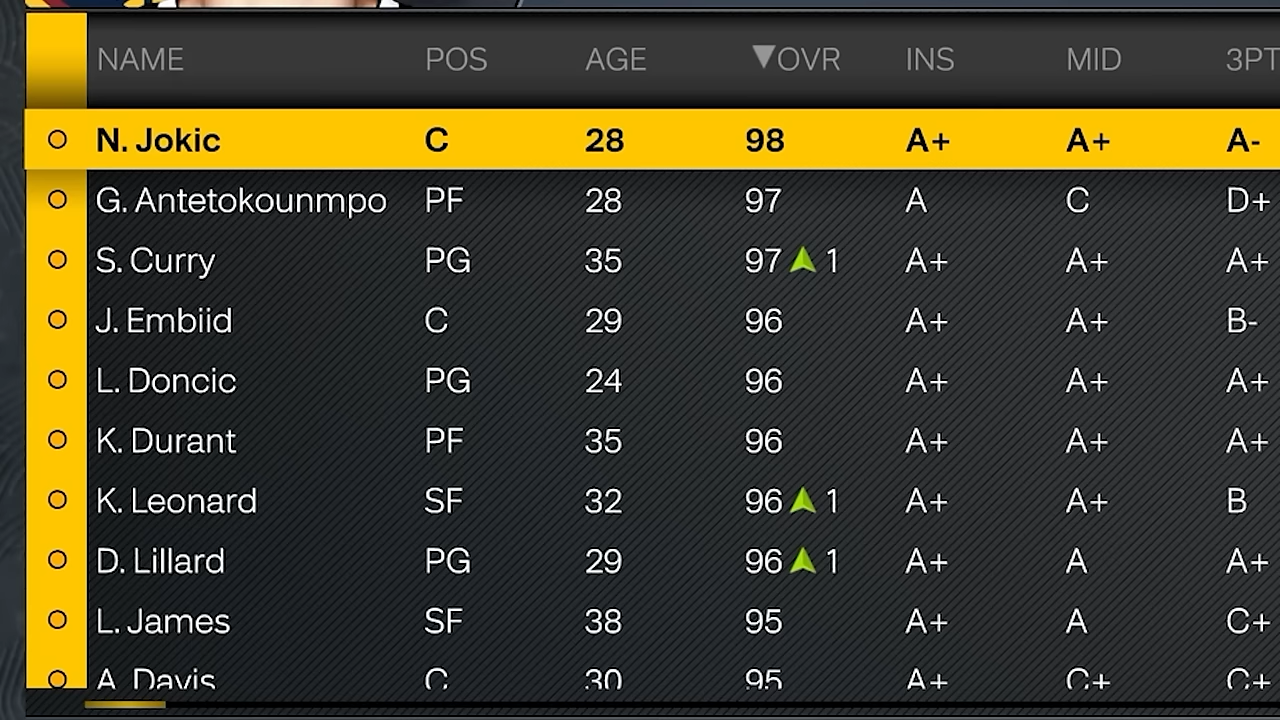 NAME POS AGE ▼OVR INS MID 3PT
N. Jokic C 28 98 A+ A+ A-
G. Antetokounmpo PF 28 97 A C D+
S. Curry PG 35 97 ▲ 1 A+ A+ A+
J. Embiid C 29 96 A+ A+ B-
L. Doncic PG 24 96 A+ A+ A+
K. Durant PF 35 96 A+ A+ A+
K. Leonard SF 32 96 ▲ 1 A+ A+ B
D. Lillard PG 29 96 ▲ 1 A+ A A+
L. James SF 38 95 A+ A C+
A. Davis C 30 95 A+ C+ C+